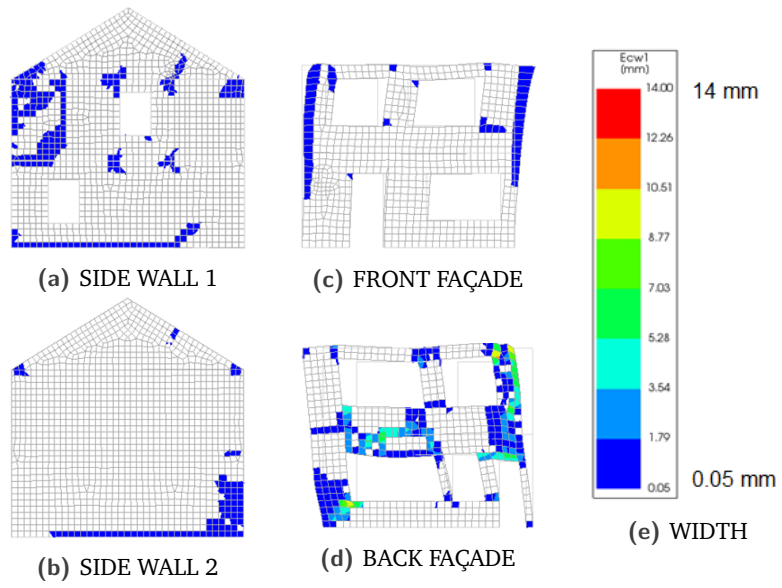 Ecw1
(mm)
14.00
12.26
10.51
8.77
7.03
5.28
3.54
1.79
0.05
14 mm
0.05 mm
(a) SIDE WALL 1
(c) FRONT FAÇADE
(b) SIDE WALL 2
(d) BACK FAÇADE
(e) WIDTH